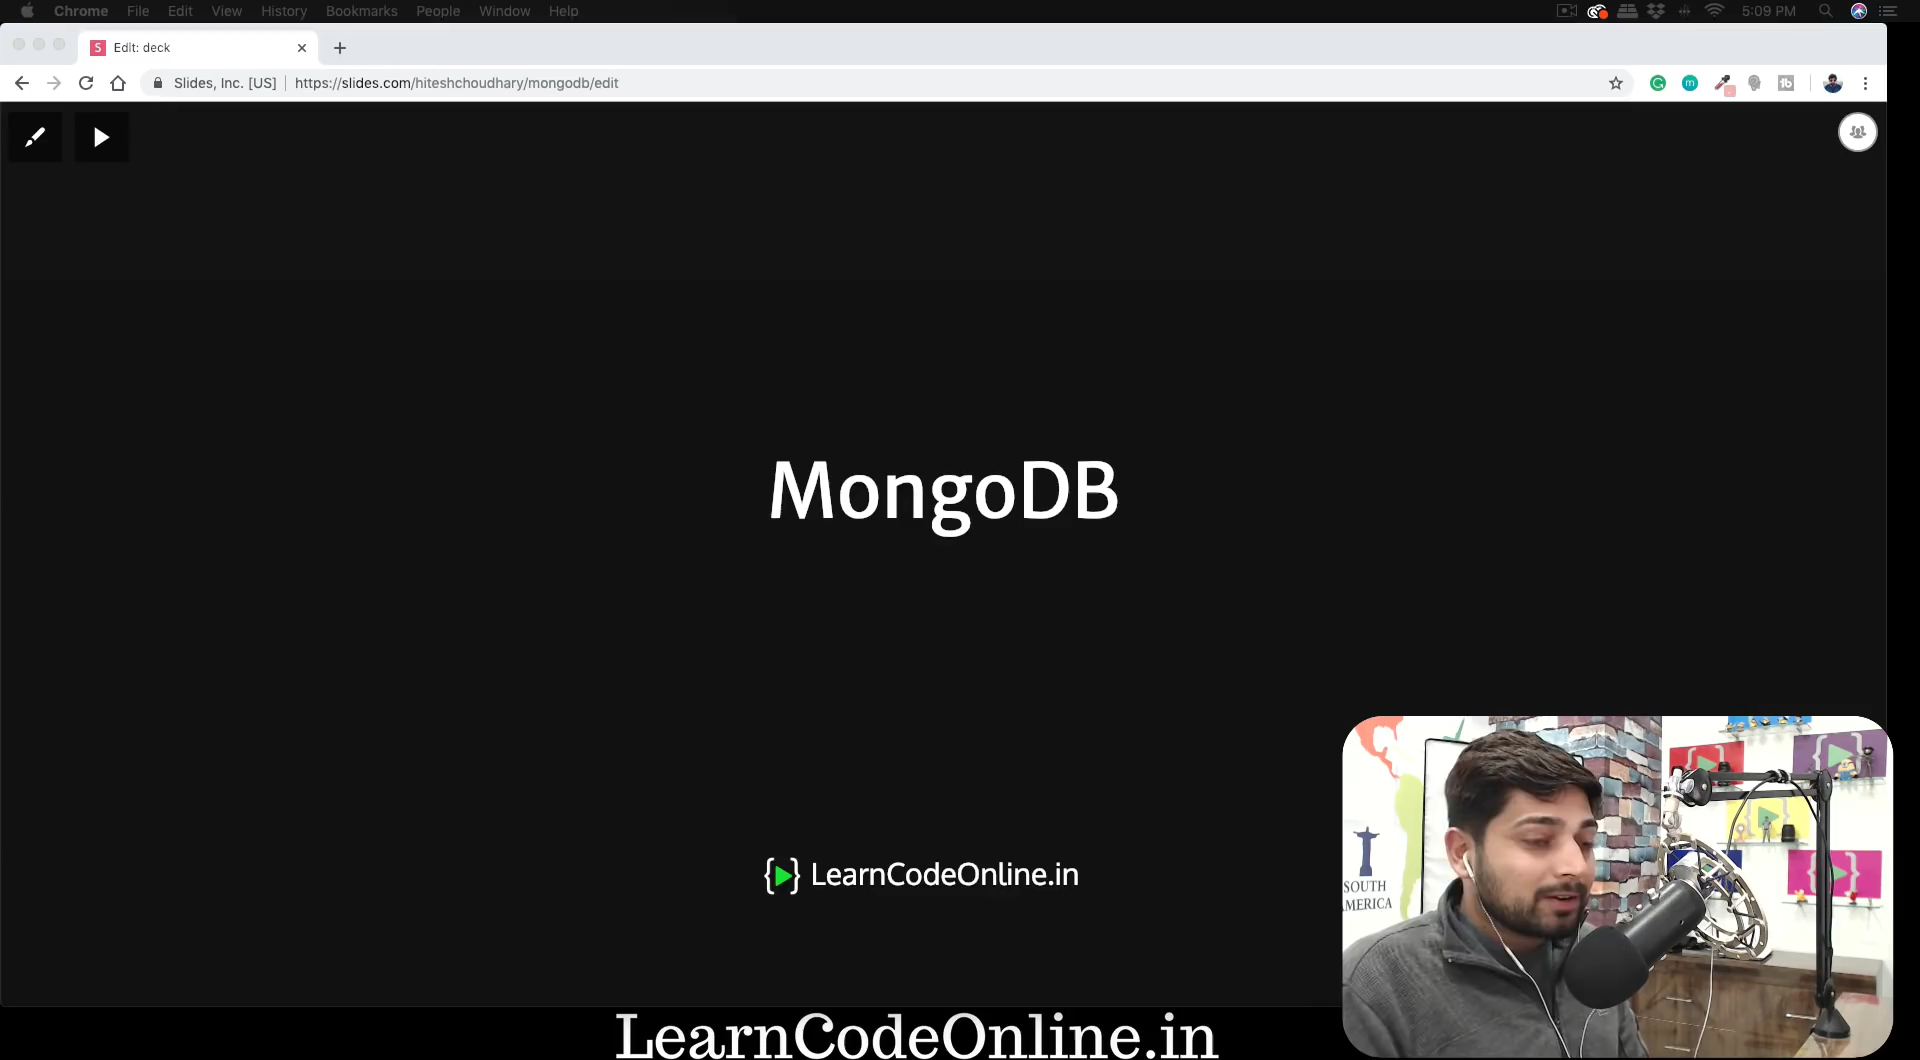 Chrome File Edit View History Bookmarks People Window Help 5:09 PM
S Edit: deck
Slides, Inc. [US] https://slides.com/hiteshchoudhary/mongodb/edit
MongoDB
{ } LearnCodeOnline.in
SOUTH
AMERICA
LearnCodeOnline.in